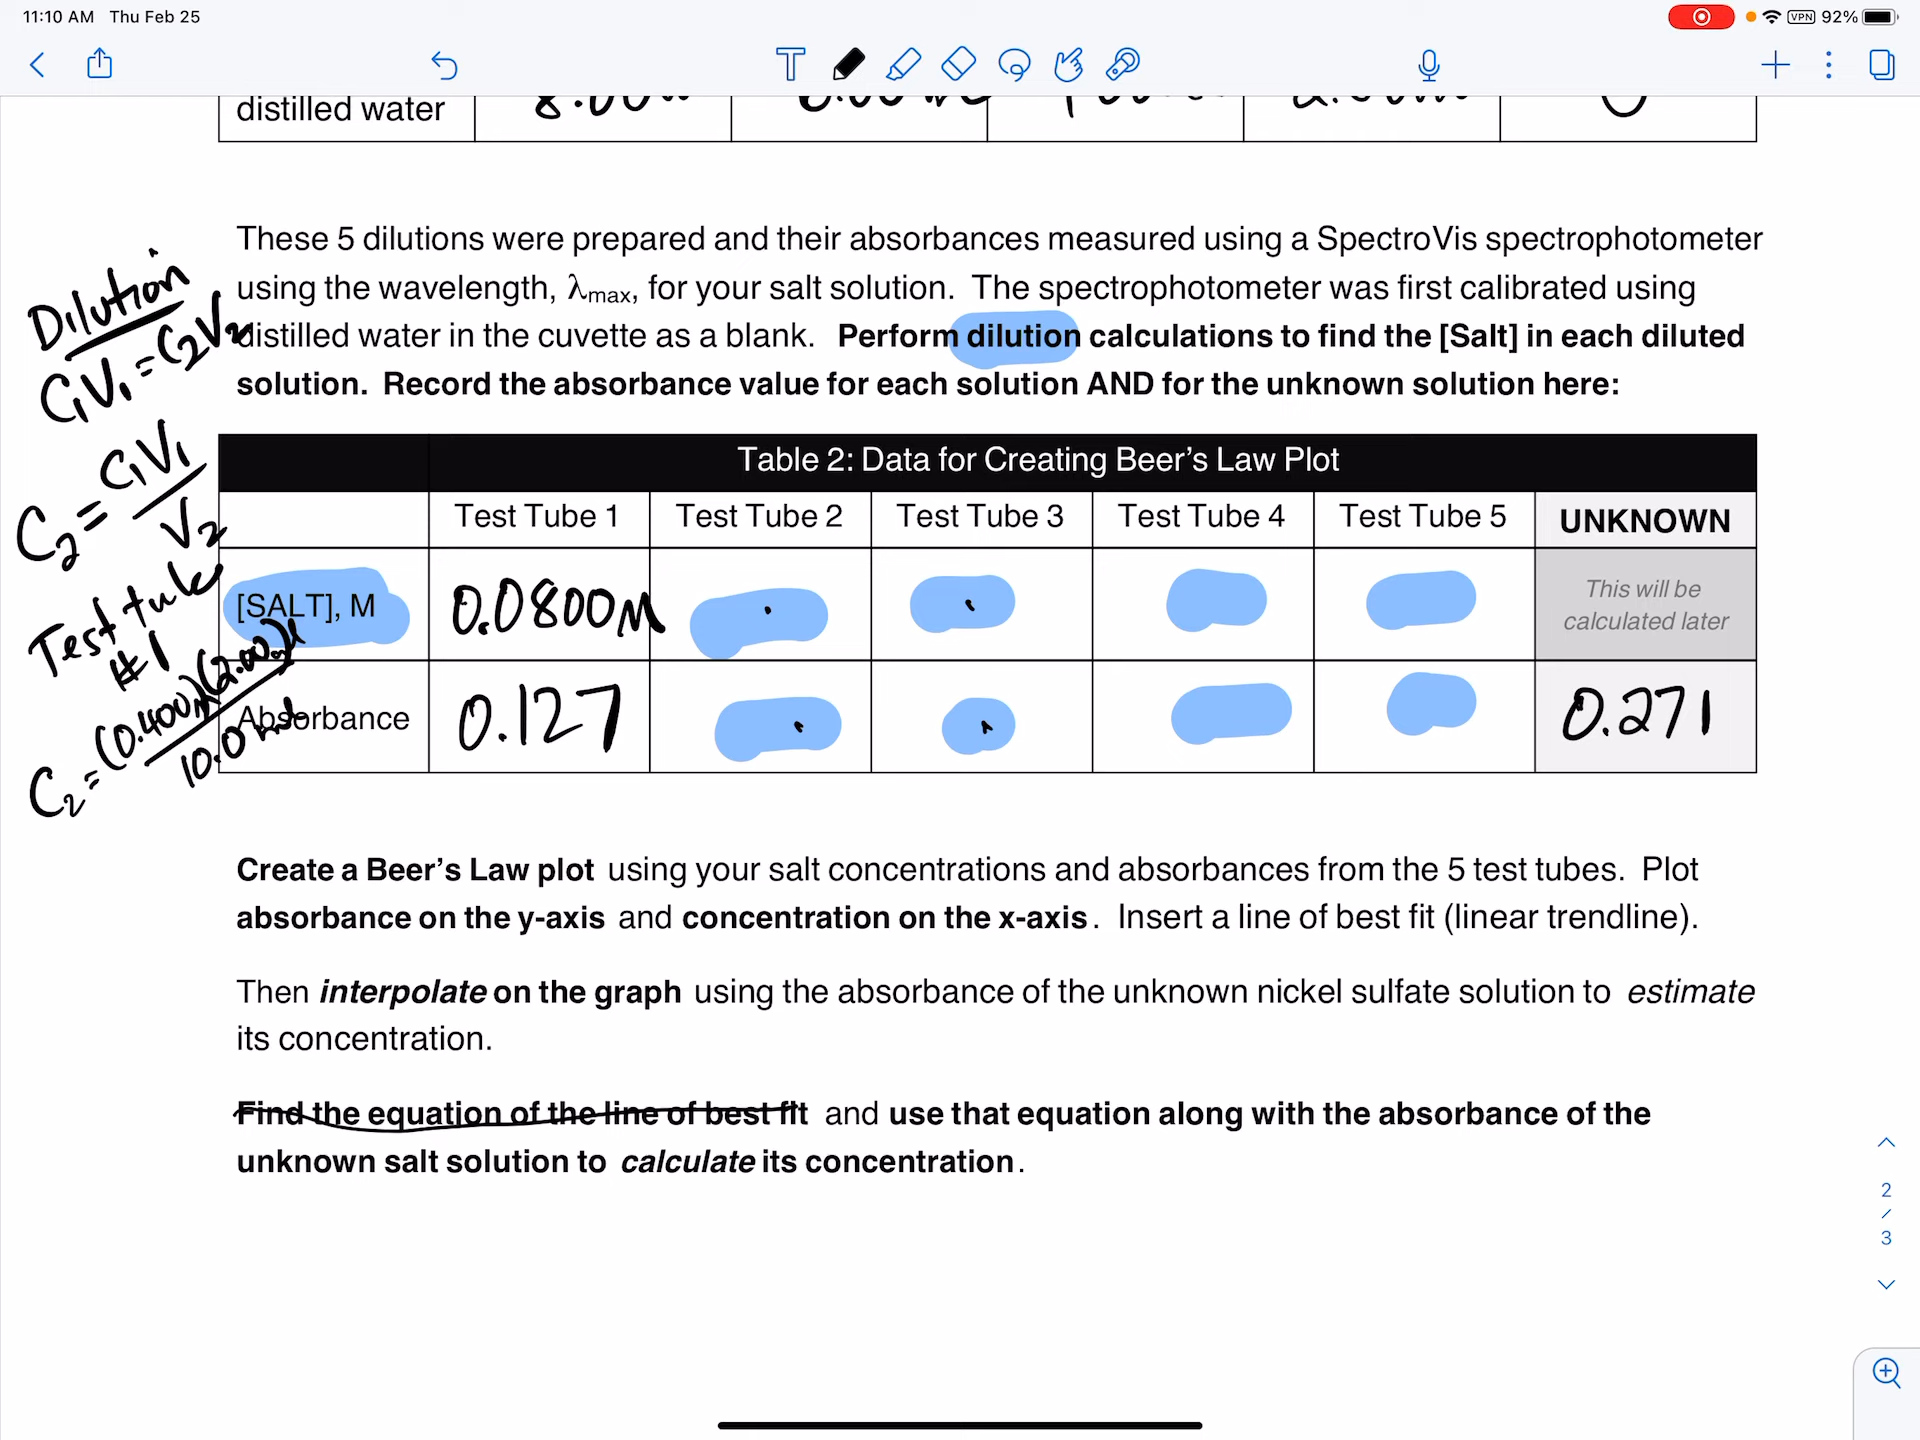 11:10 AM Thu Feb 25
VPN 92%
distilled water 8.00 0
These 5 dilutions were prepared and their absorbances measured using a SpectroVis spectrophotometer
using the wavelength, λmax, for your salt solution. The spectrophotometer was first calibrated using
distilled water in the cuvette as a blank. Perform dilution calculations to find the [Salt] in each diluted
solution. Record the absorbance value for each solution AND for the unknown solution here:
Dilution
C₁V₁ = C₂V₂
C₂ = C₁V₁
V₂
Test tube
#1
C₂ = (0.400M)(2.00mL)
10.0mL
Table 2: Data for Creating Beer’s Law Plot
Test Tube 1 Test Tube 2 Test Tube 3 Test Tube 4 Test Tube 5 UNKNOWN
[SALT], M 0.0800M This will be
calculated later
Absorbance 0.127 0.271
Create a Beer’s Law plot using your salt concentrations and absorbances from the 5 test tubes. Plot
absorbance on the y-axis and concentration on the x-axis. Insert a line of best fit (linear trendline).
Then interpolate on the graph using the absorbance of the unknown nickel sulfate solution to estimate
its concentration.
Find the equation of the line of best fit and use that equation along with the absorbance of the
unknown salt solution to calculate its concentration.
2
/
3